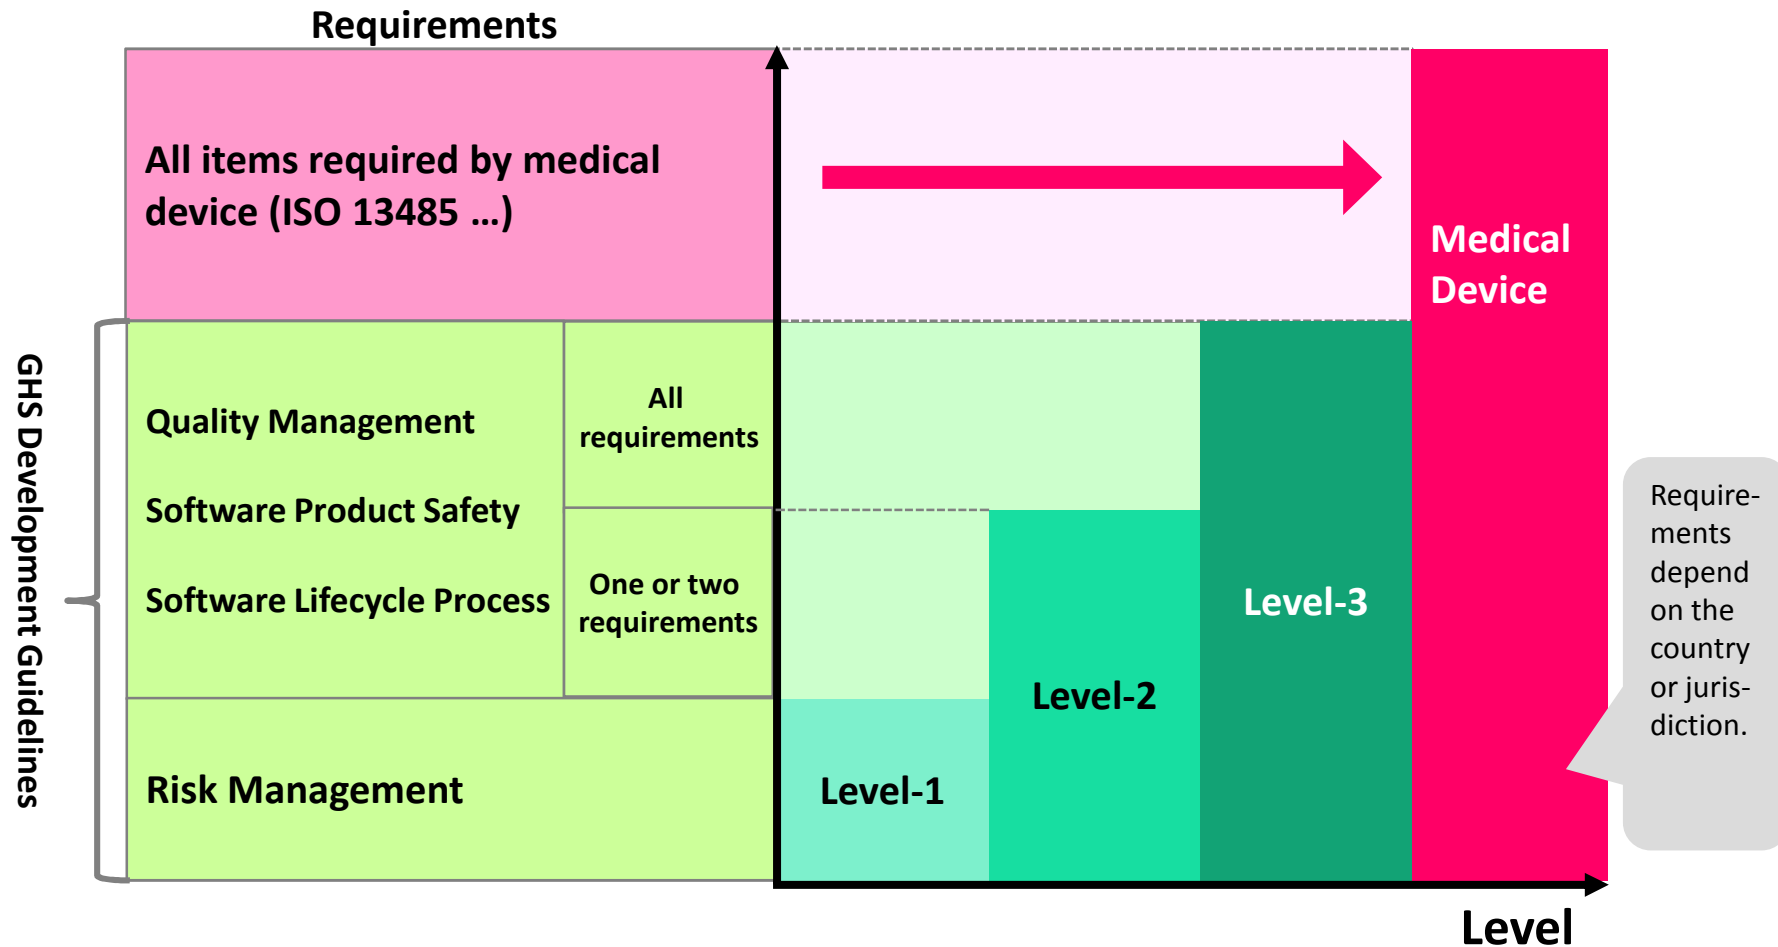 Requirements
All items required by medical
device (ISO 13485 ...)
Medical
Device
GHS Development Guidelines
Quality Management
Software Product Safety
Software Lifecycle Process
All
requirements
One or two
requirements
Risk Management
Level-1
Level-2
Level-3
Require-
ments
depend
on the
country
or juris-
diction.
Level